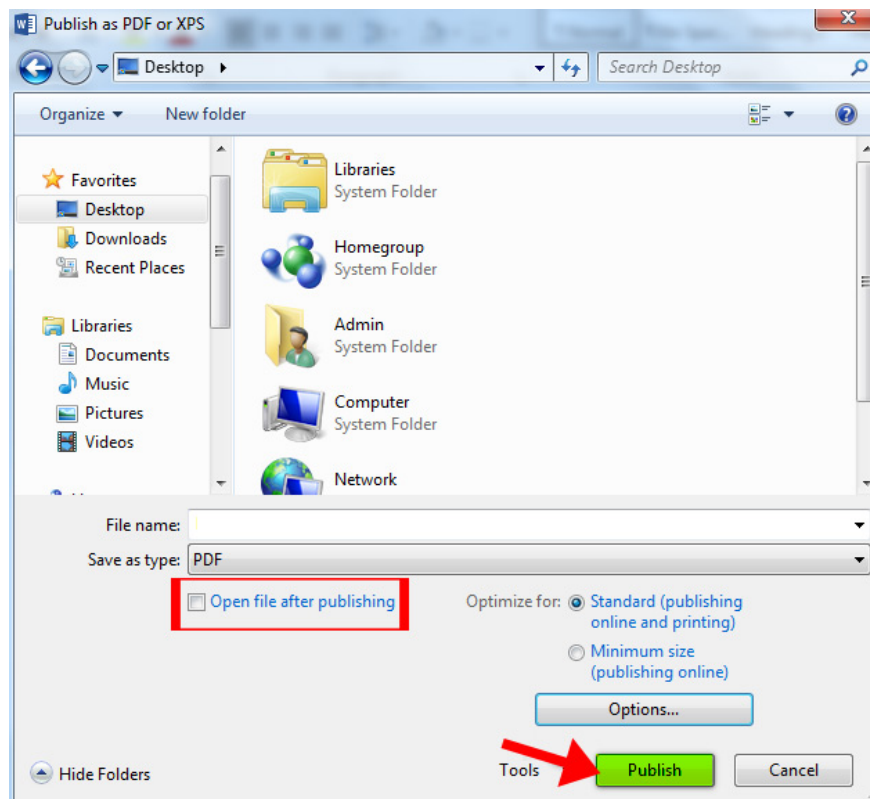 Publish as PDF or XPS
Desktop
Search Desktop
Organize
New folder
Favorites
Desktop
Downloads
Recent Places
Libraries
Documents
Music
Pictures
Videos
Libraries
System Folder
Homegroup
System Folder
Admin
System Folder
Computer
System Folder
Network
File name:
Save as type: PDF
Open file after publishing
Optimize for:
Standard (publishing
online and printing)
Minimum size
(publishing online)
Options...
Hide Folders
Tools
Publish
Cancel